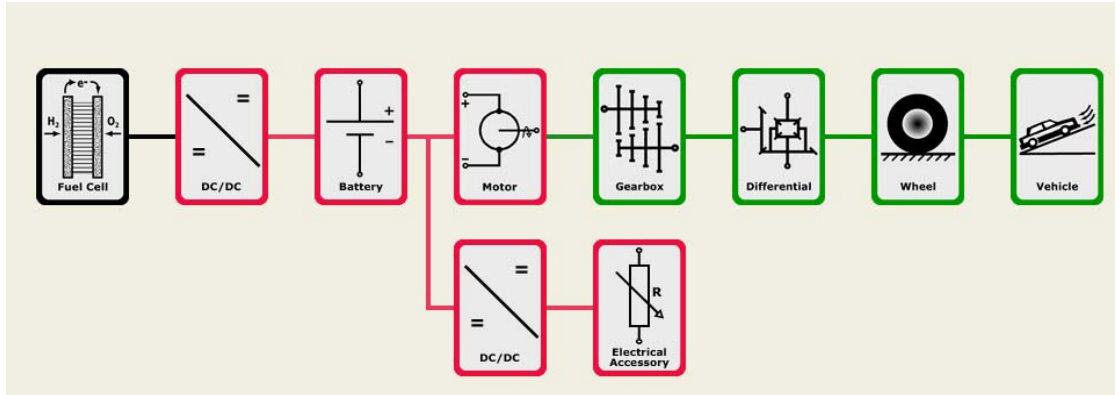 e-
H₂
O₂
Fuel Cell
=
=
DC/DC
+
-
Battery
+
-
Motor
Gearbox
Differential
Wheel
Vehicle
=
=
DC/DC
R
Electrical
Accessory